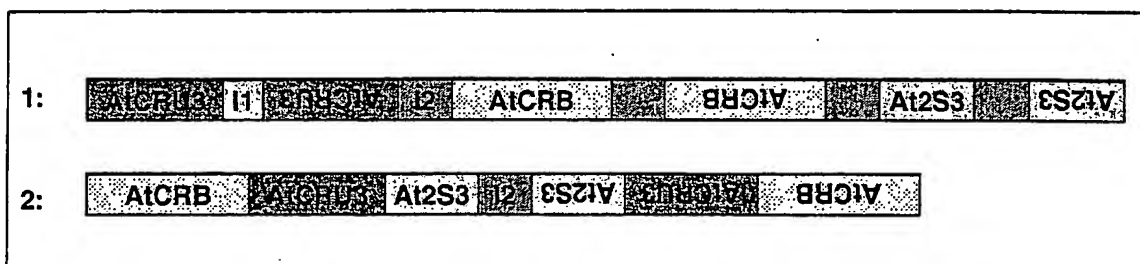 1: AtCRU3 I1 AtCRU3 I2 AtCRB AtCRB At2S3 At2S3
2: AtCRB AtCRU3 At2S3 I2 At2S3 AtCRU3 AtCRB